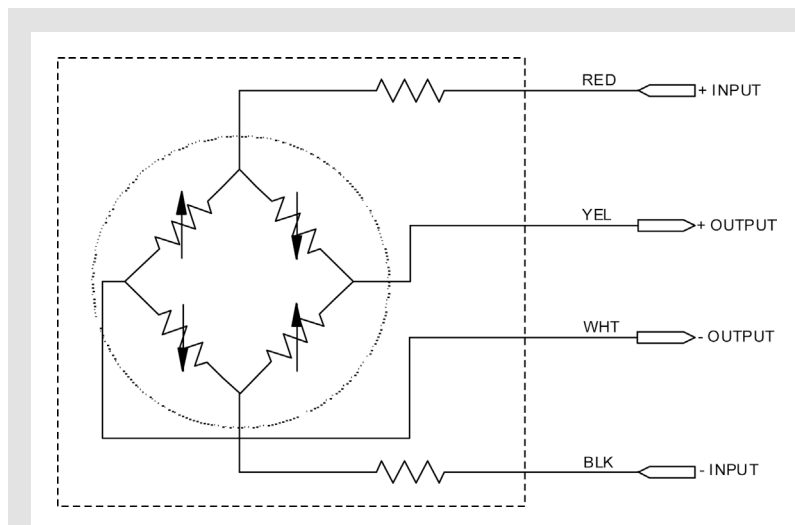 RED + INPUT
YEL + OUTPUT
WHT - OUTPUT
BLK - INPUT